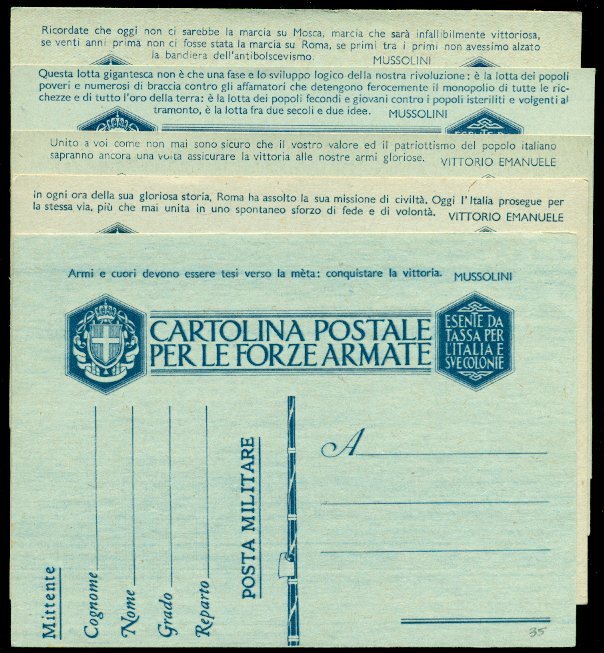 Ricordate che oggi non ci sarebbe la marcia su Mosca, marcia che sarà infallibilmente vittoriosa,
se venti anni prima non ci fosse stata la marcia su Roma, se primi tra i primi non avessimo alzato
la bandiera dell'antibolscevismo. MUSSOLINI
Questa lotta gigantesca non è che una fase e lo sviluppo logico della nostra rivoluzione: è la lotta dei popoli
poveri e numerosi di braccia contro gli affamatori che detengono ferocemente il monopolio di tutte le ric-
chezze e di tutto l'oro della terra: è la lotta dei popoli fecondi e giovani contro i popoli isteriliti e volgenti al
tramonto, è la lotta fra due secoli e due idee. MUSSOLINI
ESENTE DA
Unito a voi come non mai sono sicuro che il vostro valore ed il patriottismo del popolo italiano
sapranno ancora una volta assicurare la vittoria alle nostre armi gloriose. VITTORIO EMANUELE
In ogni ora della sua gloriosa storia, Roma ha assolto la sua missione di civiltà. Oggi l'Italia prosegue per
la stessa via, più che mai unita in uno spontaneo sforzo di fede e di volontà. VITTORIO EMANUELE
Armi e cuori devono essere tesi verso la mèta: conquistare la vittoria. MUSSOLINI
CARTOLINA POSTALE
PER LE FORZE ARMATE
ESENTE DA
TASSA PER
L'ITALIA E
SVE COLONIE
Mittente
Cognome
Nome
Grado
Reparto
POSTA MILITARE
A
35